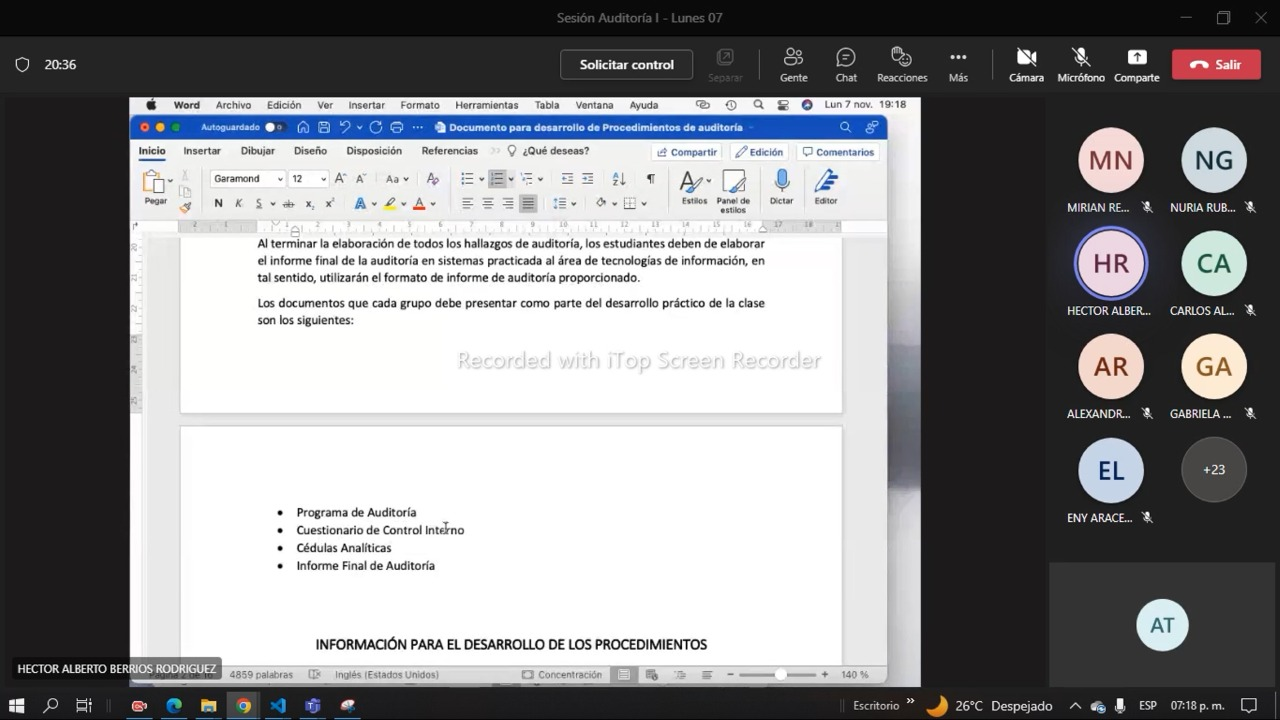 Sesión Auditoría I - Lunes 07
20:36
Solicitar control
Separar
Gente
Chat
Reacciones
Más
Cámara
Micrófono
Comparte
Salir
Word Archivo Edición Ver Insertar Formato Herramientas Tabla Ventana Ayuda Lun 7 nov. 19:18
Autoguardado
Documento para desarrollo de Procedimientos de auditoría
Inicio Insertar Dibujar Diseño Disposición Referencias ¿Qué deseas? Compartir Edición Comentarios
Pegar
Garamond 12
Estilos
Panel de estilos
Dictar
Editor
Al terminar la elaboración de todos los hallazgos de auditoría, los estudiantes deben de elaborar
el informe final de la auditoría en sistemas practicada al área de tecnologías de información, en
tal sentido, utilizarán el formato de informe de auditoría proporcionado.
Los documentos que cada grupo debe presentar como parte del desarrollo práctico de la clase
son los siguientes:
Recorded with iTop Screen Recorder
• Programa de Auditoría
• Cuestionario de Control Interno
• Cédulas Analíticas
• Informe Final de Auditoría
INFORMACIÓN PARA EL DESARROLLO DE LOS PROCEDIMIENTOS
HECTOR ALBERTO BERRIOS RODRIGUEZ
4859 palabras Inglés (Estados Unidos) Concentración 140 %
MN
MIRIAN RE...
NG
NURIA RUB...
HR
HECTOR ALBER...
CA
CARLOS AL...
AR
ALEXANDR...
GA
GABRIELA ...
EL
ENY ARACE...
+23
AT
Escritorio
26°C Despejado
ESP
07:18 p. m.